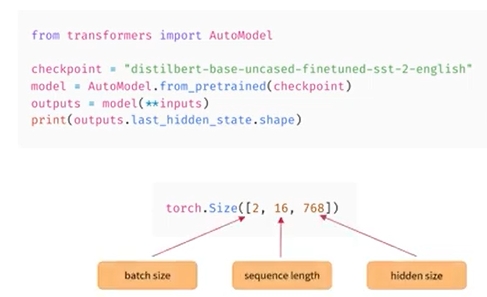 from transformers import AutoModel
checkpoint = "distilbert-base-uncased-finetuned-sst-2-english"
model = AutoModel.from_pretrained(checkpoint)
outputs = model(**inputs)
print(outputs.last_hidden_state.shape)
torch.Size([2, 16, 768])
batch size
sequence length
hidden size